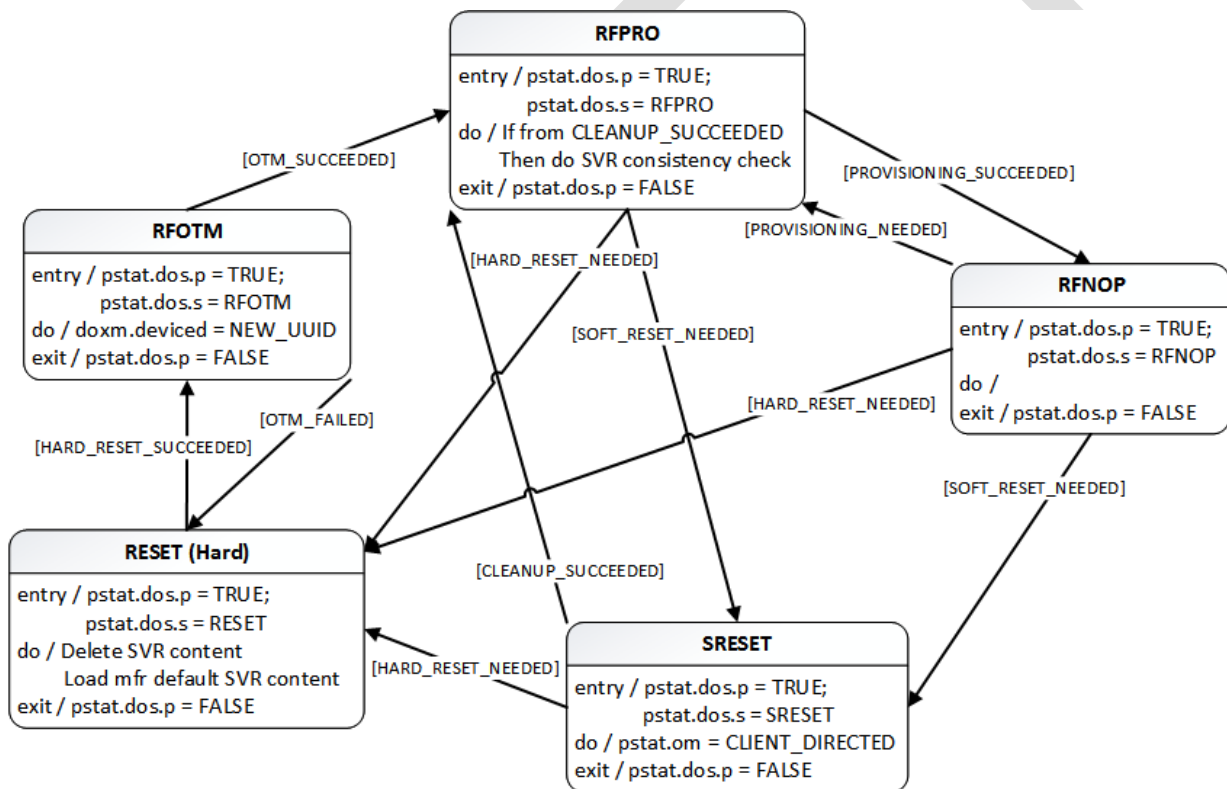 RFPRO
entry / pstat.dos.p = TRUE;
pstat.dos.s = RFPRO
do / If from CLEANUP_SUCCEEDED
Then do SVR consistency check
exit / pstat.dos.p = FALSE
[OTM_SUCCEEDED]
[PROVISIONING_SUCCEEDED]
[PROVISIONING_NEEDED]
RFOTM
entry / pstat.dos.p = TRUE;
pstat.dos.s = RFOTM
do / doxm.deviced = NEW_UUID
exit / pstat.dos.p = FALSE
[HARD_RESET_NEEDED]
[SOFT_RESET_NEEDED]
RFNOP
entry / pstat.dos.p = TRUE;
pstat.dos.s = RFNOP
do /
exit / pstat.dos.p = FALSE
[OTM_FAILED]
[HARD_RESET_NEEDED]
[HARD_RESET_SUCCEEDED]
[SOFT_RESET_NEEDED]
RESET (Hard)
entry / pstat.dos.p = TRUE;
pstat.dos.s = RESET
do / Delete SVR content
Load mfr default SVR content
exit / pstat.dos.p = FALSE
[CLEANUP_SUCCEEDED]
[HARD_RESET_NEEDED]
SRESET
entry / pstat.dos.p = TRUE;
pstat.dos.s = SRESET
do / pstat.om = CLIENT_DIRECTED
exit / pstat.dos.p = FALSE